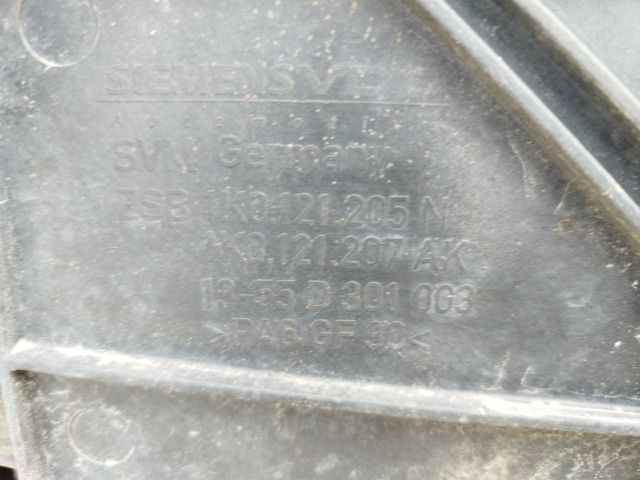 SIEMENS VDO
Automotive
SVN Germany
ZSB 1K0.121.205 N
1K0.121.207 AK
13-55 D 301 003
>PA6 GF 30<